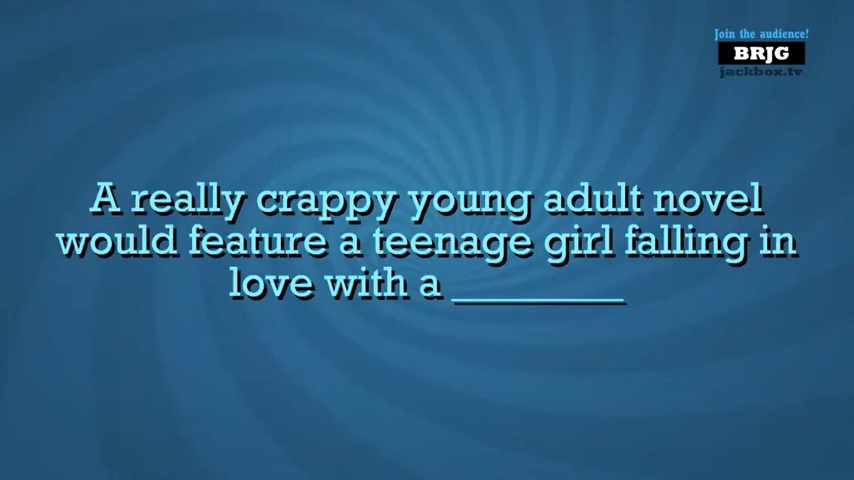 Join the audience!
BRJG
jackbox.tv
A really crappy young adult novel
would feature a teenage girl falling in
love with a _________